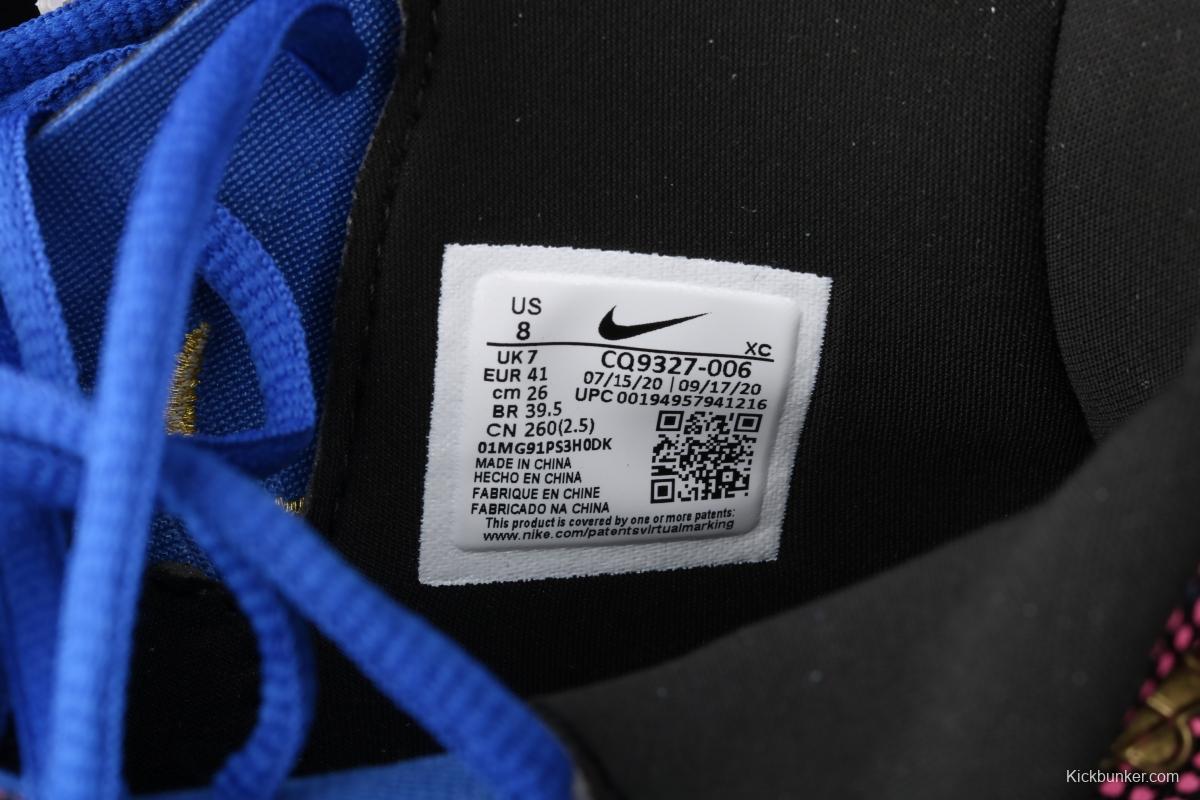 US
8
XC
UK 7
CQ9327-006
EUR 41
07/15/20 | 09/17/20
cm 26
UPC 00194957941216
BR 39.5
CN 260(2.5)
01MG91PS3H0DK
MADE IN CHINA
HECHO EN CHINA
FABRIQUE EN CHINE
FABRICADO NA CHINA
This product is covered by one or more patents:
www.nike.com/patentsvirtualmarking
Kickbunker.com